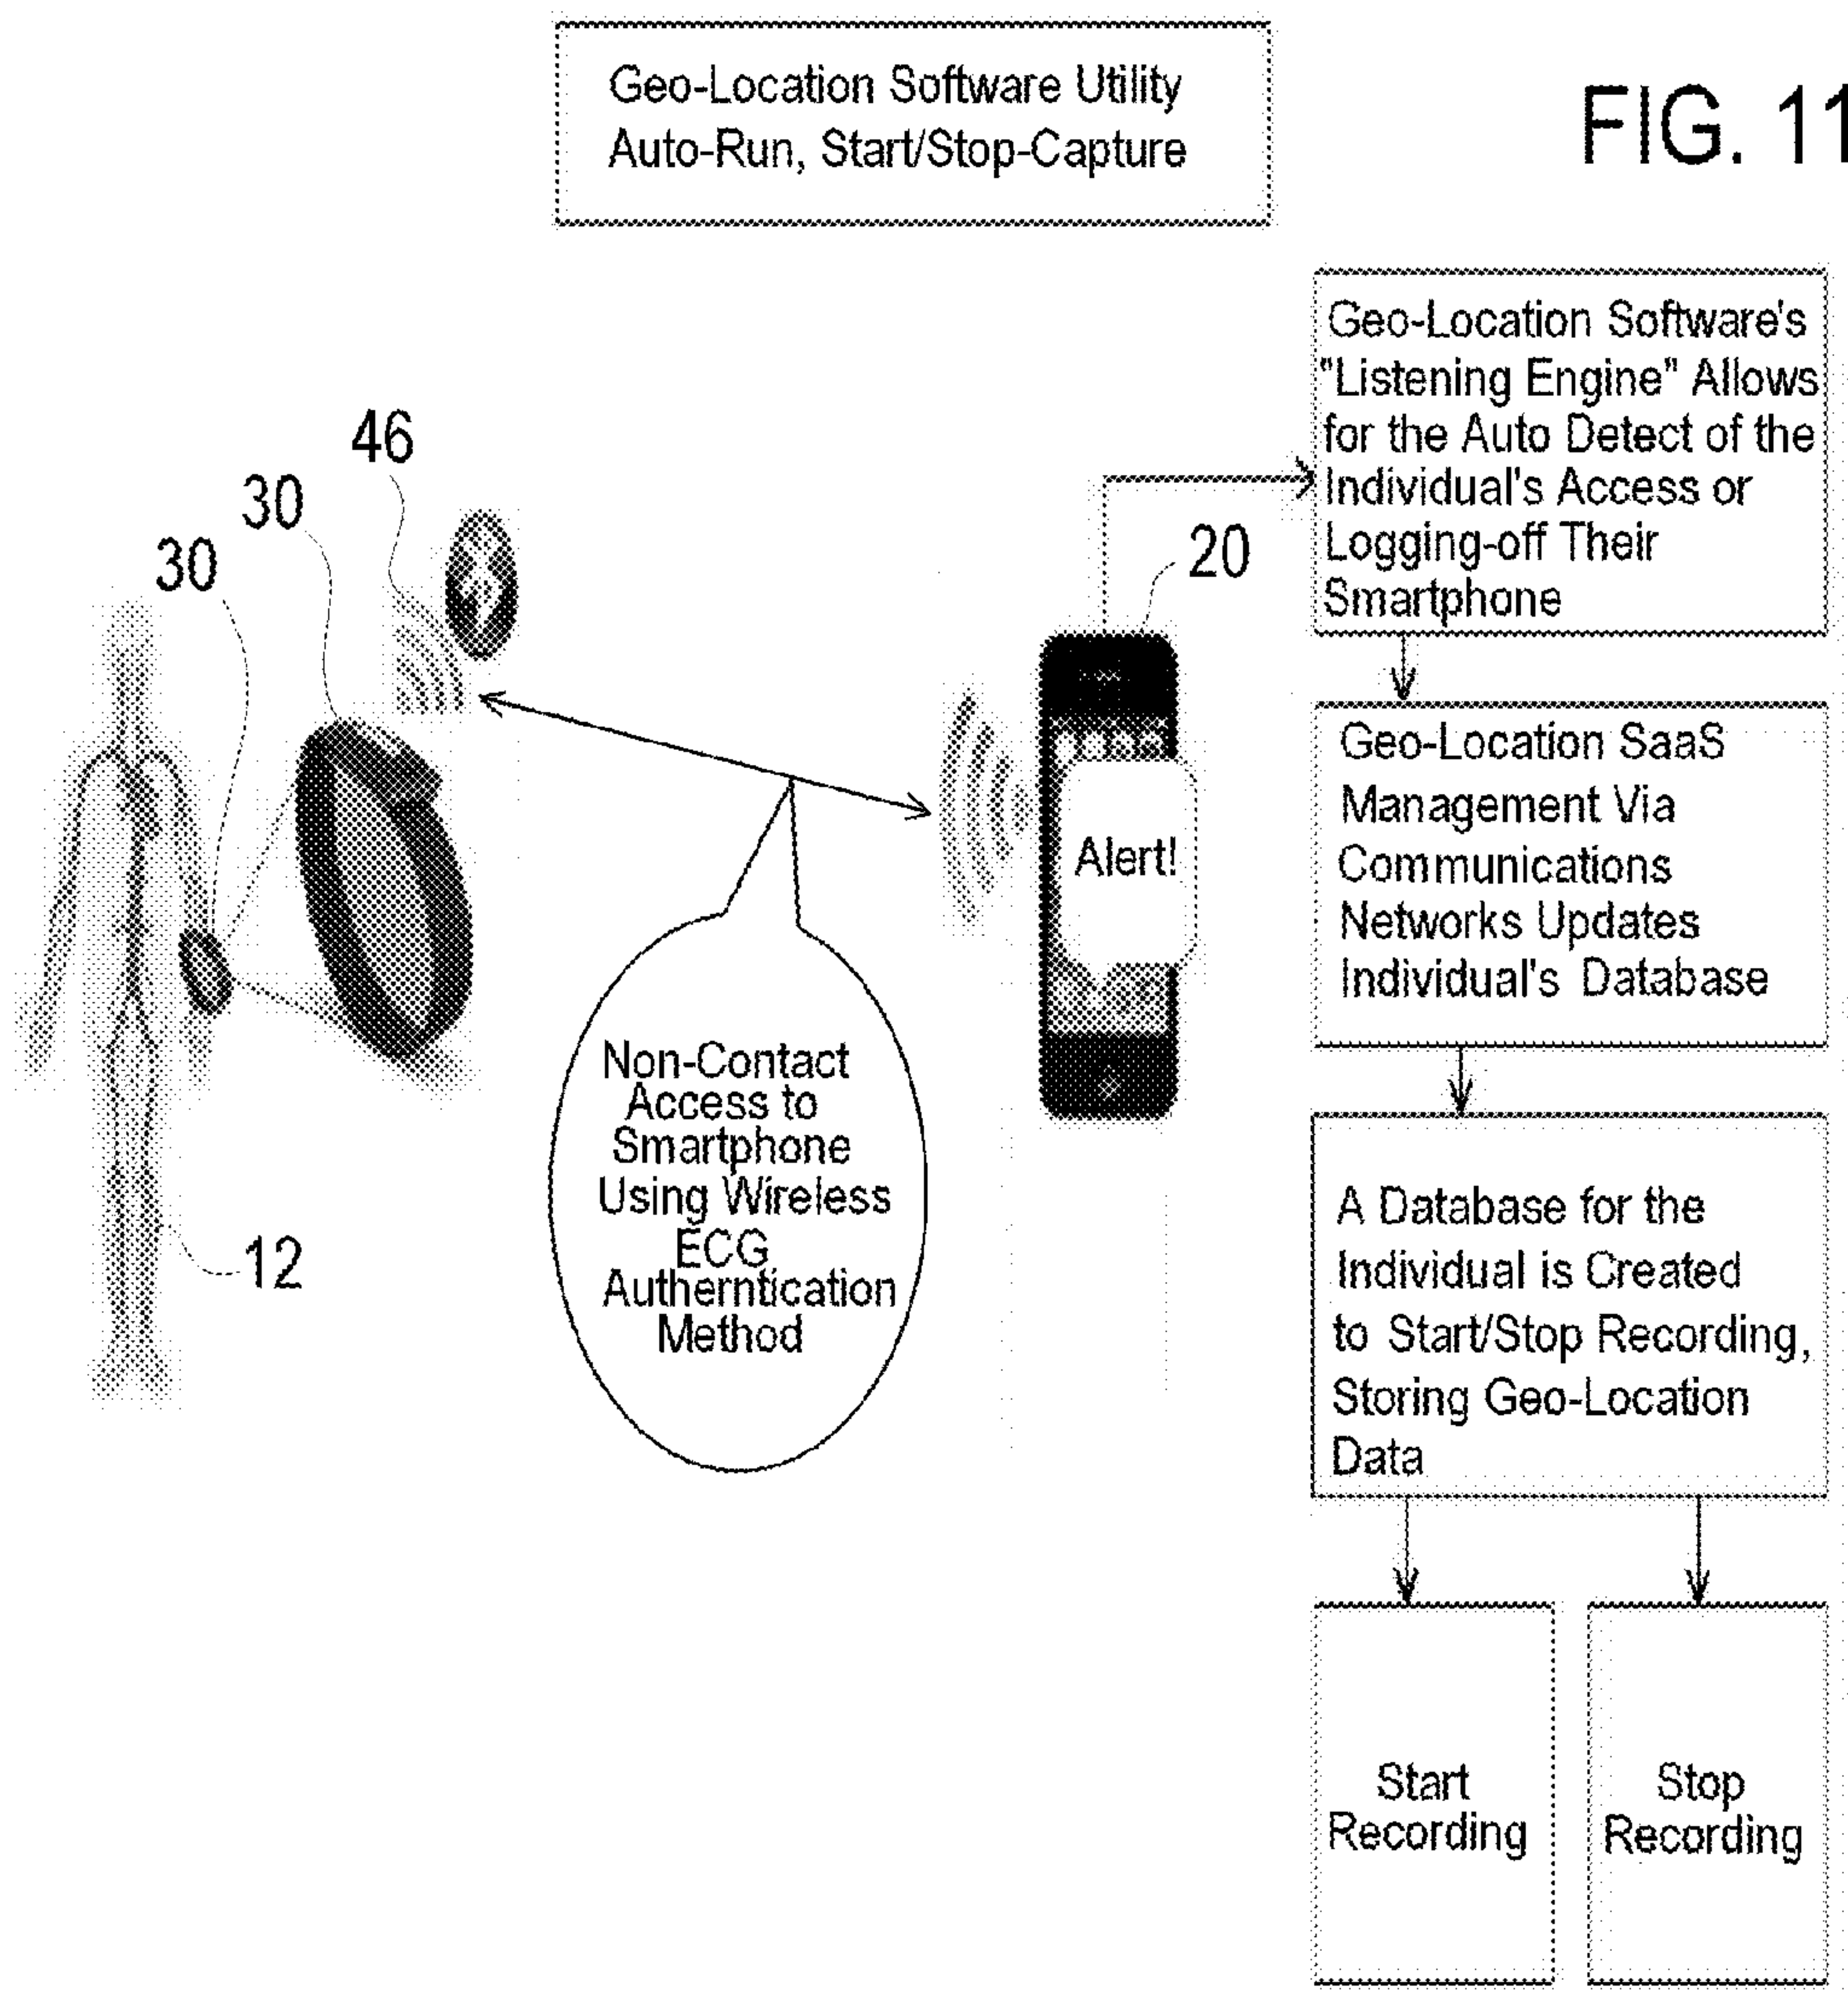 Geo-Location Software Utility
Auto-Run, Start/Stop-Capture
FIG. 11
Geo-Location Software's
"Listening Engine" Allows
for the Auto Detect of the
Individual's Access or
Logging-off Their
Smartphone
46
30
30
20
Geo-Location SaaS
Management Via
Communications
Networks Updates
Individual's Database
Alert!
Non-Contact
Access to
Smartphone
Using Wireless
ECG
Autherntication
Method
12
A Database for the
Individual is Created
to Start/Stop Recording,
Storing Geo-Location
Data
Start
Recording
Stop
Recording